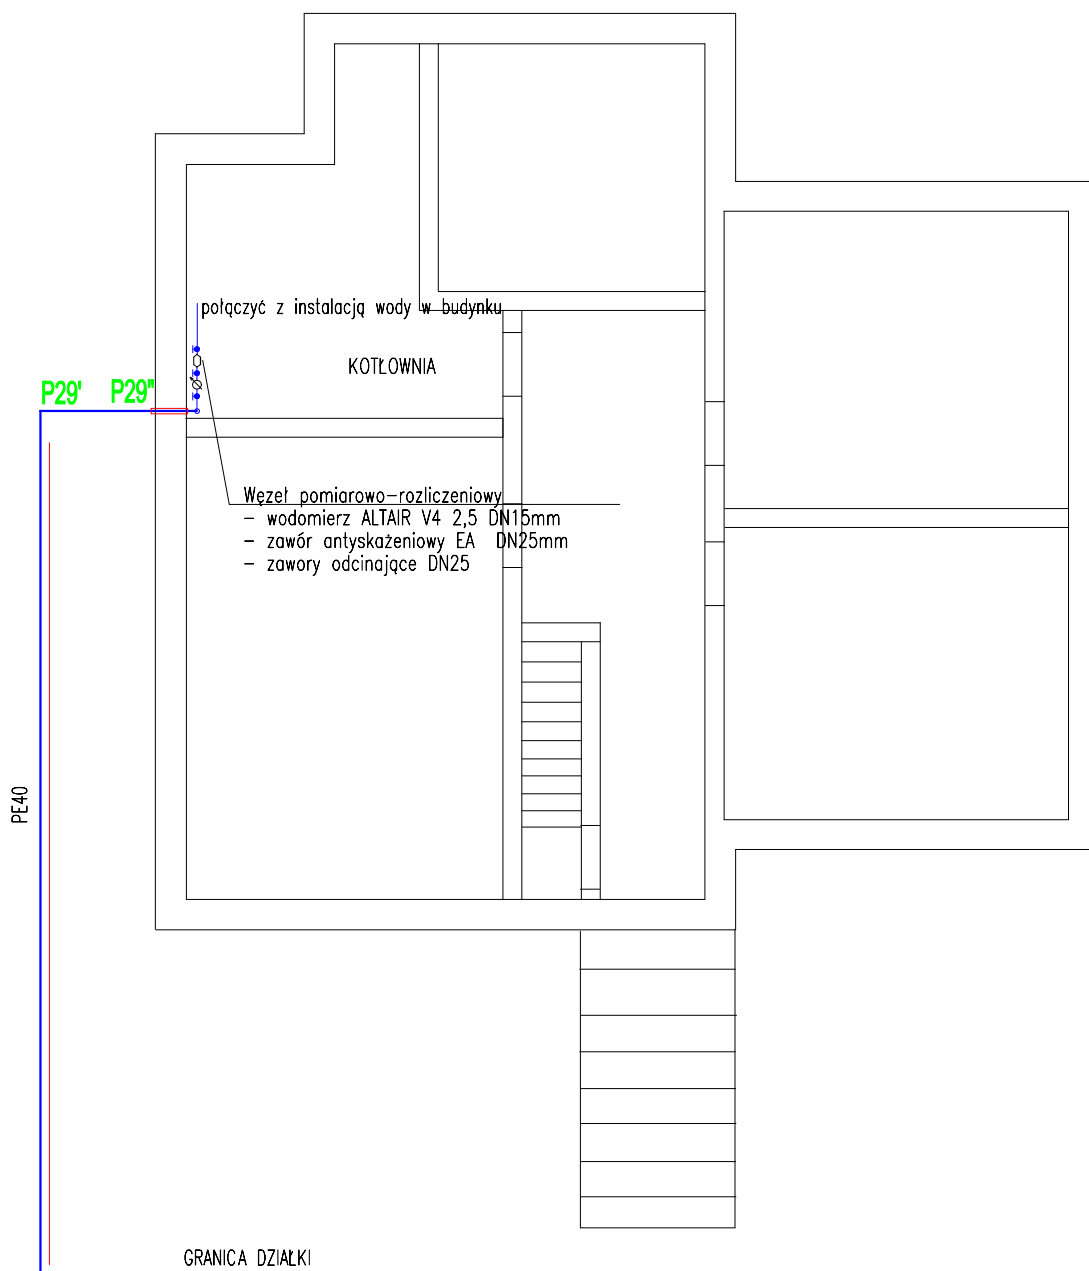 połączyć z instalacją wody w budynku
KOTŁOWNIA
P29' P29"
Węzeł pomiarowo-rozliczeniowy
- wodomierz ALTAIR V4 2,5 DN15mm
- zawór antyskażeniowy EA DN25mm
- zawory odcinające DN25
PE40
GRANICA DZIAŁKI